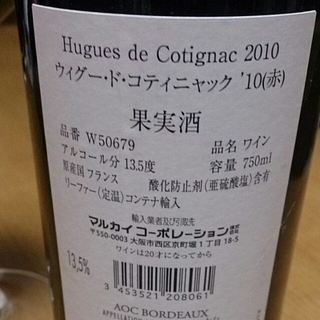 Hugues de Cotignac 2010
ウィグー・ド・コティニャック '10(赤)
果実酒
品番 W50679 品名 ワイン
アルコール分 13.5度 容量 750ml
原産国 フランス 酸化防止剤(亜硫酸塩)含有
リーファー(定温)コンテナ輸入
輸入業者及び引取先
マルカイ コーポレーション株式会社
〒550-0003 大阪市西区京町堀1丁目18-5
ワインは20才になってから
13,5%
3 453521 208061
AOC BORDEAUX